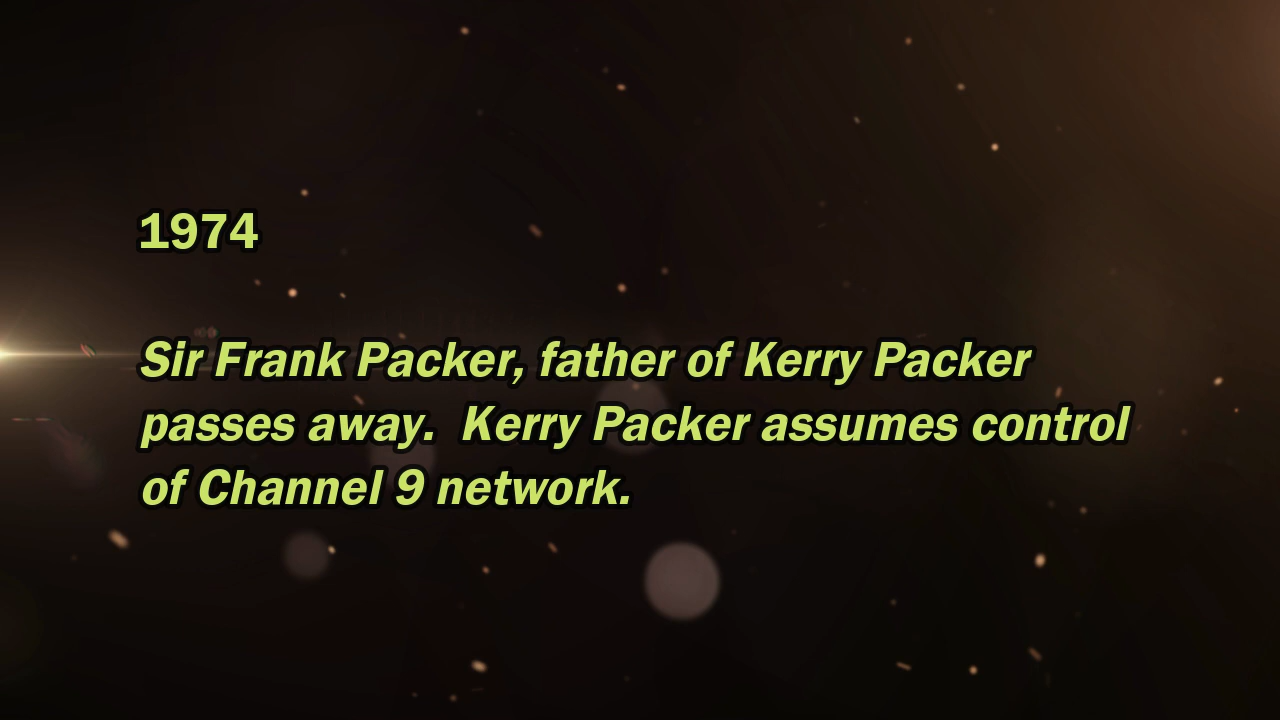 1974
Sir Frank Packer, father of Kerry Packer
passes away.  Kerry Packer assumes control
of Channel 9 network.